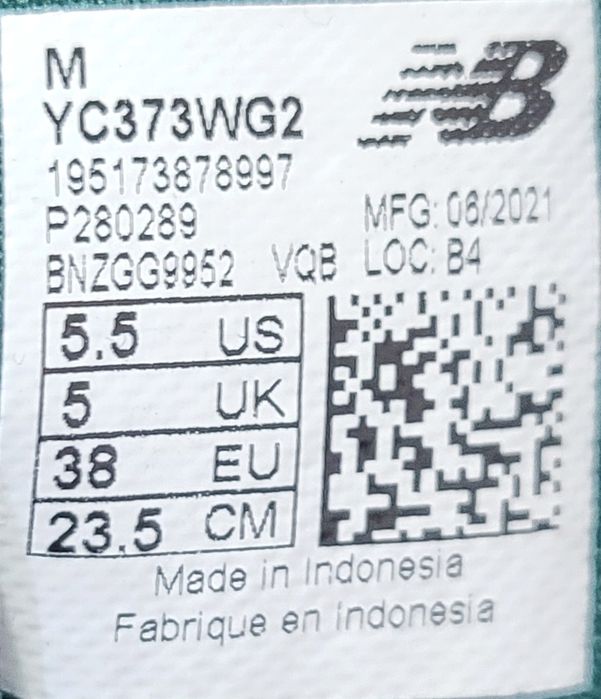 M
YC373WG2
195173878997
P280289
MFG: 06/2021
BNZGG9952 VQB LOC: B4
5.5 US
5 UK
38 EU
23.5 CM
Made in Indonesia
Fabrique en Indonesia